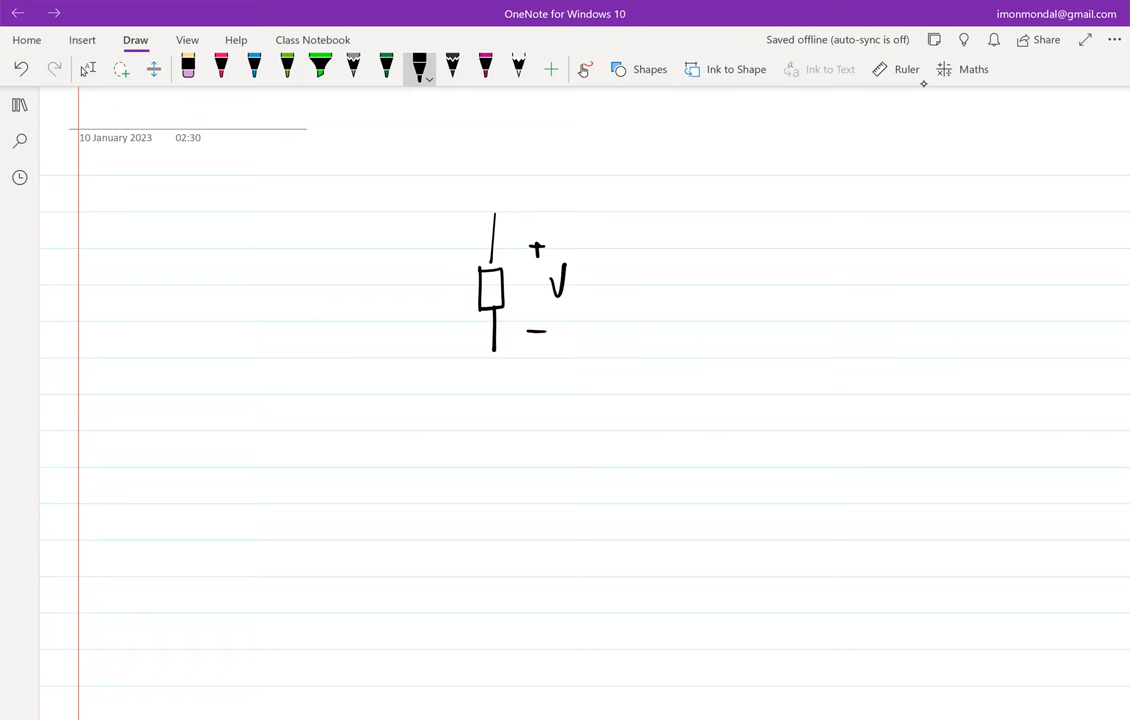 OneNote for Windows 10
imonmondal@gmail.com
Home Insert Draw View Help Class Notebook
Saved offline (auto-sync is off) Share
Shapes Ink to Shape Ink to Text Ruler Maths
10 January 2023 02:30
+
V
−